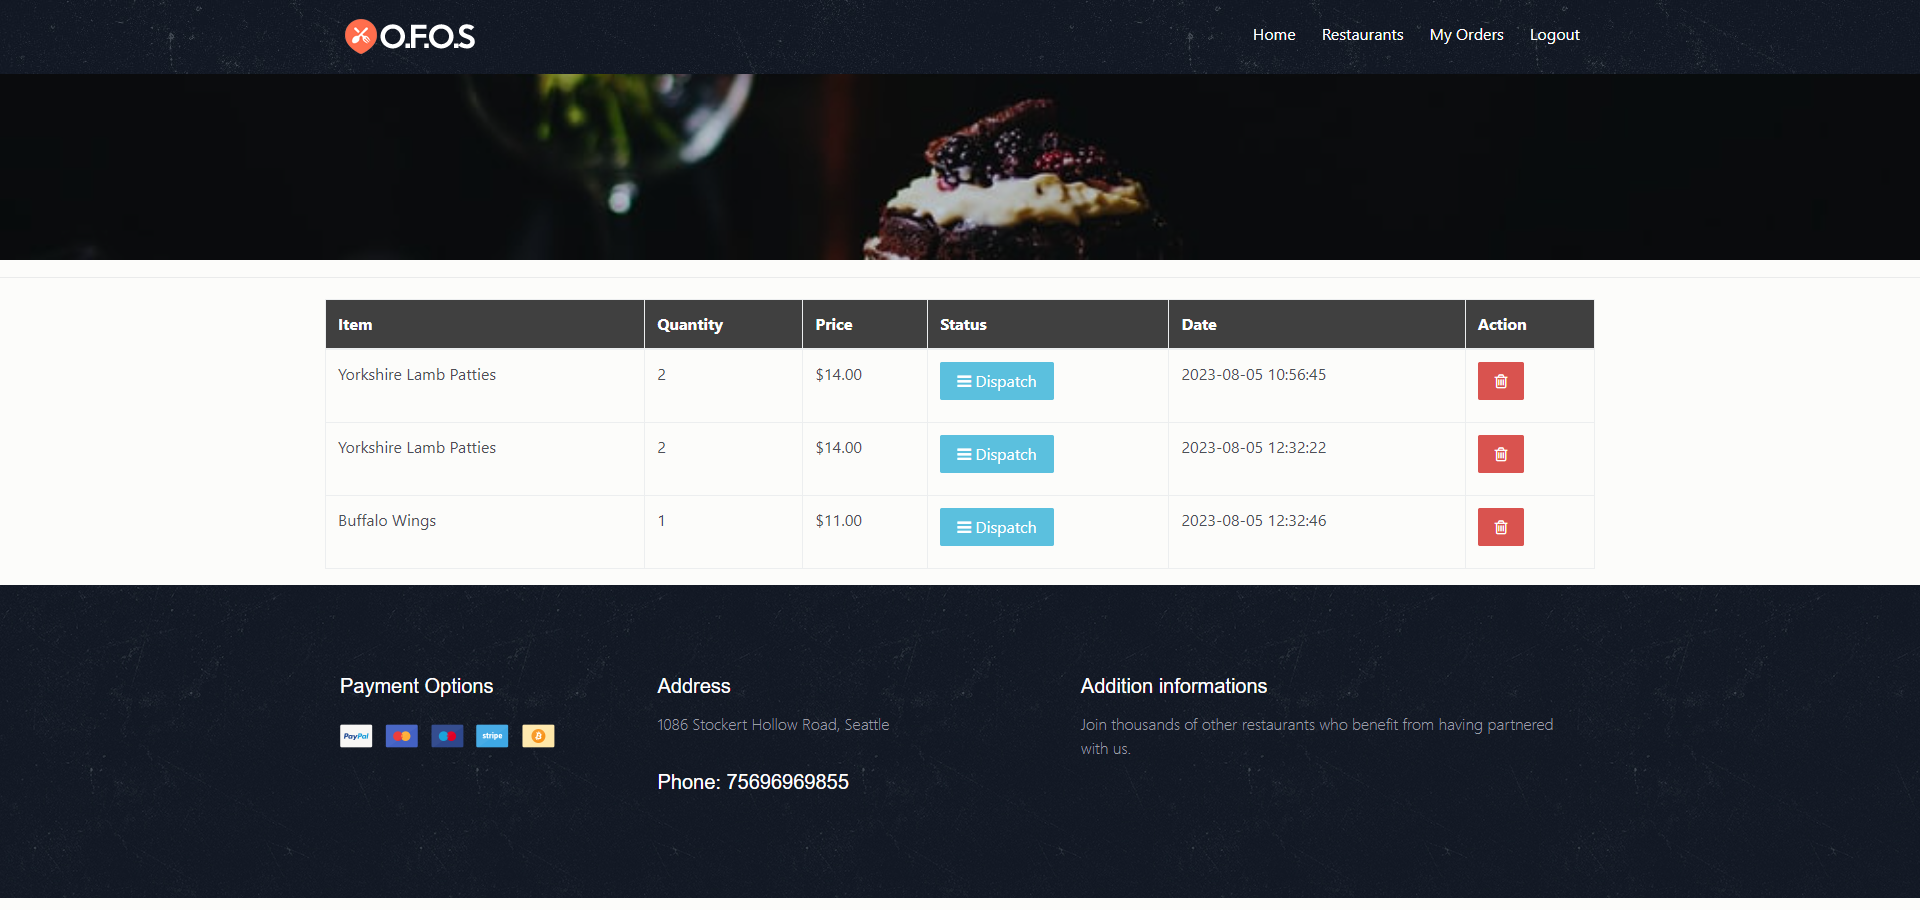 O.F.O.S
Home Restaurants My Orders Logout
Item Quantity Price Status Date Action
Yorkshire Lamb Patties 2 $14.00 Dispatch 2023-08-05 10:56:45
Yorkshire Lamb Patties 2 $14.00 Dispatch 2023-08-05 12:32:22
Buffalo Wings 1 $11.00 Dispatch 2023-08-05 12:32:46
Payment Options
PayPal stripe
Address
1086 Stockert Hollow Road, Seattle
Phone: 75696969855
Addition informations
Join thousands of other restaurants who benefit from having partnered
with us.